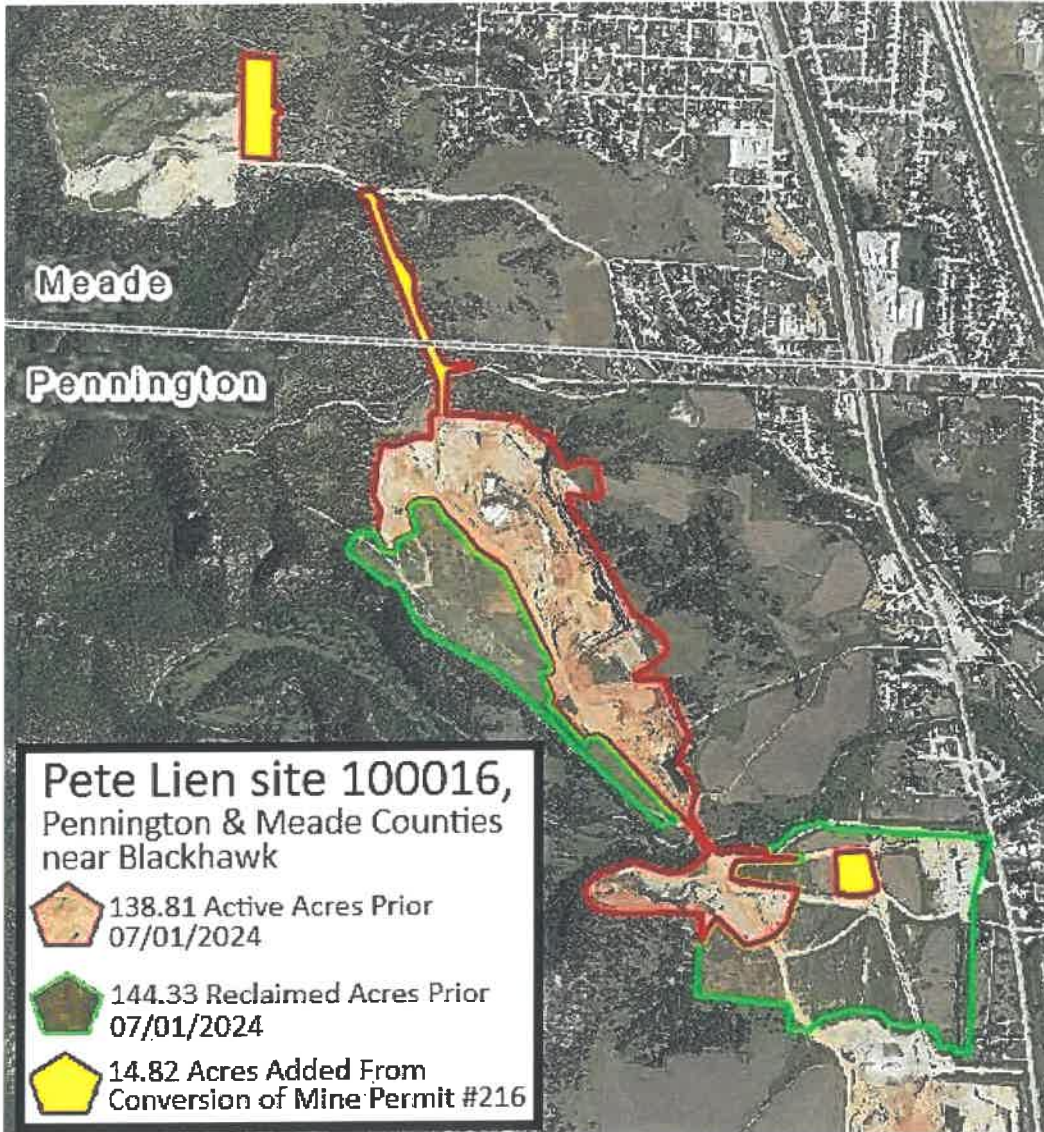 Meade
Pennington
Pete Lien site 100016,
Pennington & Meade Counties
near Blackhawk
138.81 Active Acres Prior
07/01/2024
144.33 Reclaimed Acres Prior
07/01/2024
14.82 Acres Added From
Conversion of Mine Permit #216